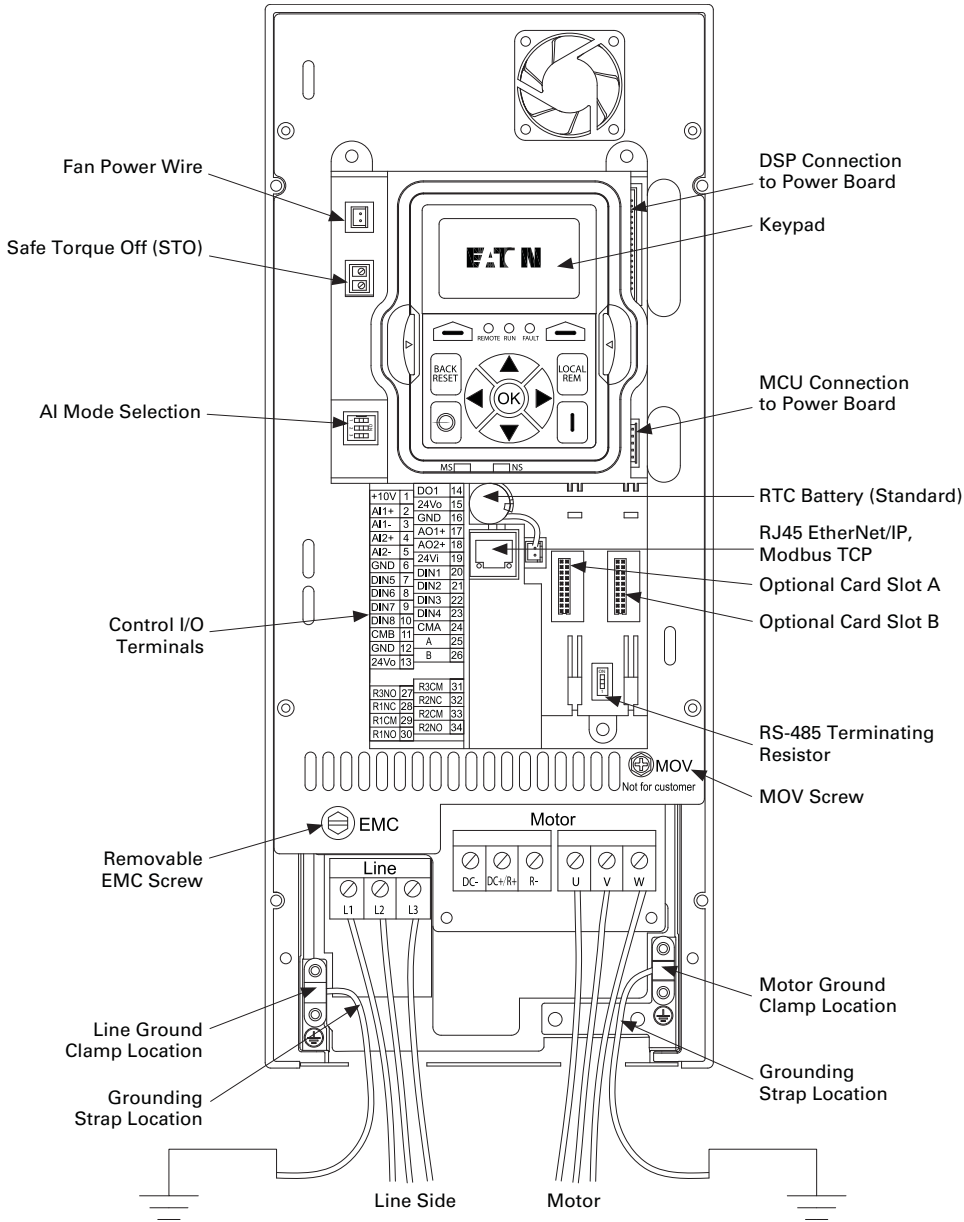 Fan Power Wire
Safe Torque Off (STO)
AI Mode Selection
Control I/O
Terminals
Removable
EMC Screw
Line Ground
Clamp Location
Grounding
Strap Location
DSP Connection
to Power Board
Keypad
MCU Connection
to Power Board
RTC Battery (Standard)
RJ45 EtherNet/IP,
Modbus TCP
Optional Card Slot A
Optional Card Slot B
RS-485 Terminating
Resistor
MOV Screw
Motor Ground
Clamp Location
Grounding
Strap Location
EATON
REMOTE RUN FAULT
BACK
RESET
LOCAL
REM
OK
MS NS
+10V 1
AI1+ 2
AI1- 3
AI2+ 4
AI2- 5
GND 6
DIN5 7
DIN6 8
DIN7 9
DIN8 10
CMB 11
GND 12
24Vo 13
DO1 14
24Vo 15
GND 16
AO1+ 17
AO2+ 18
24Vi 19
DIN1 20
DIN2 21
DIN3 22
DIN4 23
CMA 24
A 25
B 26
R3NO 27
R1NC 28
R1CM 29
R1NO 30
R3CM 31
R2NC 32
R2CM 33
R2NO 34
MOV
Not for customer
EMC
Line
L1 L2 L3
Motor
DC- DC+/R+ R- U V W
Line Side
Motor